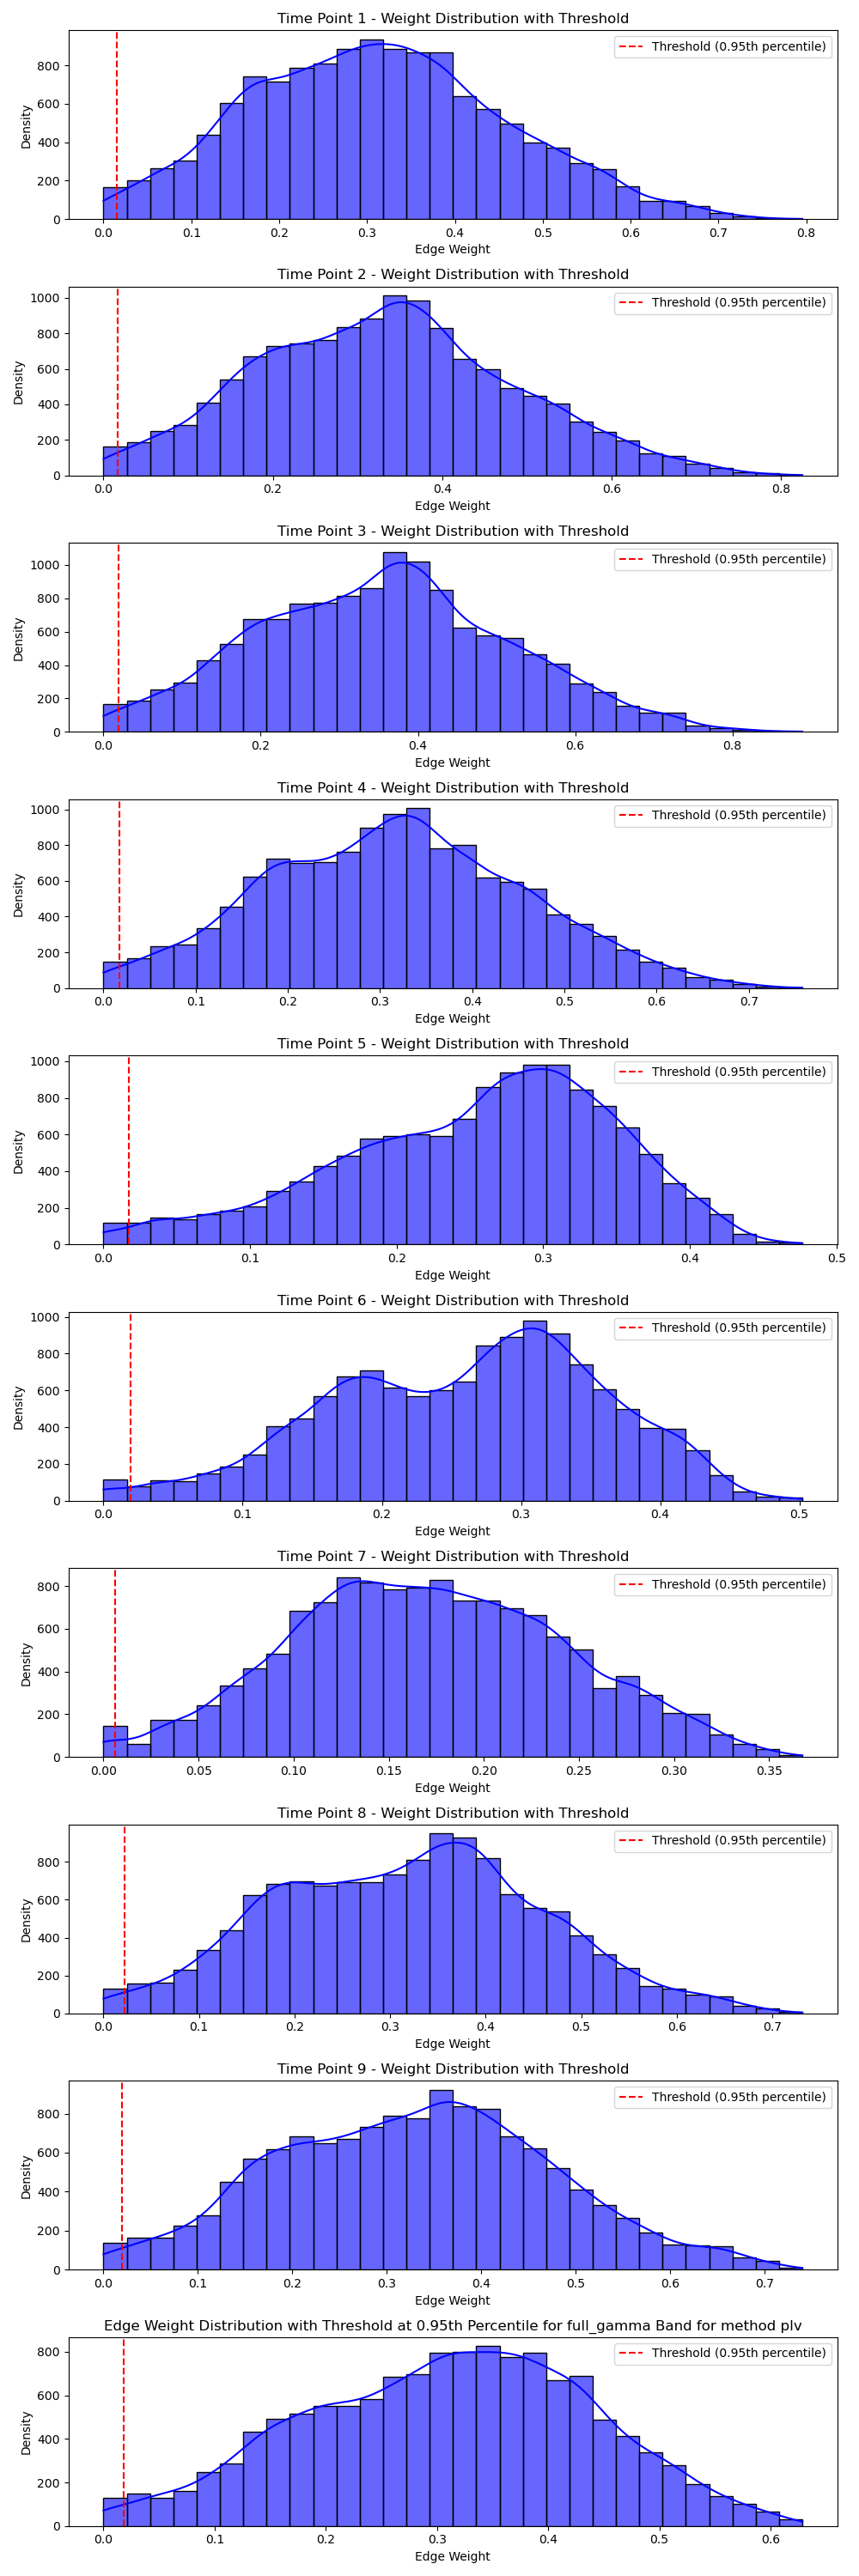 Time Point 1 - Weight Distribution with Threshold
Threshold (0.95th percentile)
Density
0 200 400 600 800
0.0 0.1 0.2 0.3 0.4 0.5 0.6 0.7 0.8
Edge Weight
Time Point 2 - Weight Distribution with Threshold
Threshold (0.95th percentile)
Density
0 200 400 600 800 1000
0.0 0.2 0.4 0.6 0.8
Edge Weight
Time Point 3 - Weight Distribution with Threshold
Threshold (0.95th percentile)
Density
0 200 400 600 800 1000
0.0 0.2 0.4 0.6 0.8
Edge Weight
Time Point 4 - Weight Distribution with Threshold
Threshold (0.95th percentile)
Density
0 200 400 600 800 1000
0.0 0.1 0.2 0.3 0.4 0.5 0.6 0.7
Edge Weight
Time Point 5 - Weight Distribution with Threshold
Threshold (0.95th percentile)
Density
0 200 400 600 800 1000
0.0 0.1 0.2 0.3 0.4 0.5
Edge Weight
Time Point 6 - Weight Distribution with Threshold
Threshold (0.95th percentile)
Density
0 200 400 600 800 1000
0.0 0.1 0.2 0.3 0.4 0.5
Edge Weight
Time Point 7 - Weight Distribution with Threshold
Threshold (0.95th percentile)
Density
0 200 400 600 800
0.00 0.05 0.10 0.15 0.20 0.25 0.30 0.35
Edge Weight
Time Point 8 - Weight Distribution with Threshold
Threshold (0.95th percentile)
Density
0 200 400 600 800
0.0 0.1 0.2 0.3 0.4 0.5 0.6 0.7
Edge Weight
Time Point 9 - Weight Distribution with Threshold
Threshold (0.95th percentile)
Density
0 200 400 600 800
0.0 0.1 0.2 0.3 0.4 0.5 0.6 0.7
Edge Weight
Edge Weight Distribution with Threshold at 0.95th Percentile for full_gamma Band for method plv
Threshold (0.95th percentile)
Density
0 200 400 600 800
0.0 0.1 0.2 0.3 0.4 0.5 0.6
Edge Weight